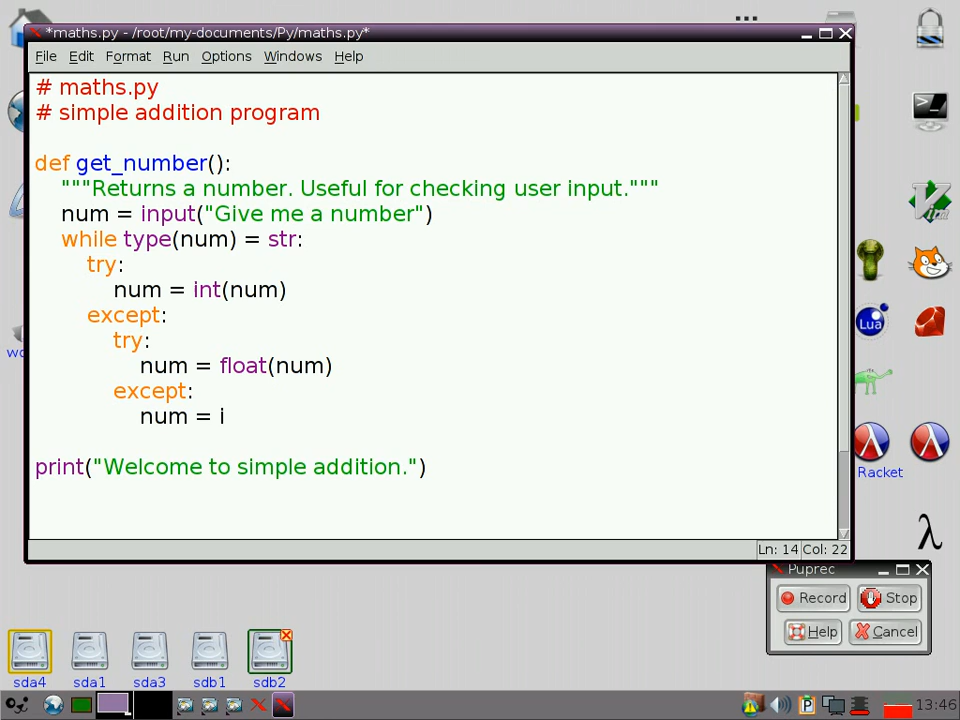 *maths.py - /root/my-documents/Py/maths.py*
File Edit Format Run Options Windows Help
# maths.py
# simple addition program
def get_number():
"""Returns a number. Useful for checking user input."""
num = input("Give me a number")
while type(num) = str:
try:
num = int(num)
except:
try:
num = float(num)
except:
num = i
print("Welcome to simple addition.")
Ln: 14 Col: 22
Lua
Racket
λ
Puprec
Record Stop
Help Cancel
sda4 sda1 sda3 sdb1 sdb2
13:46